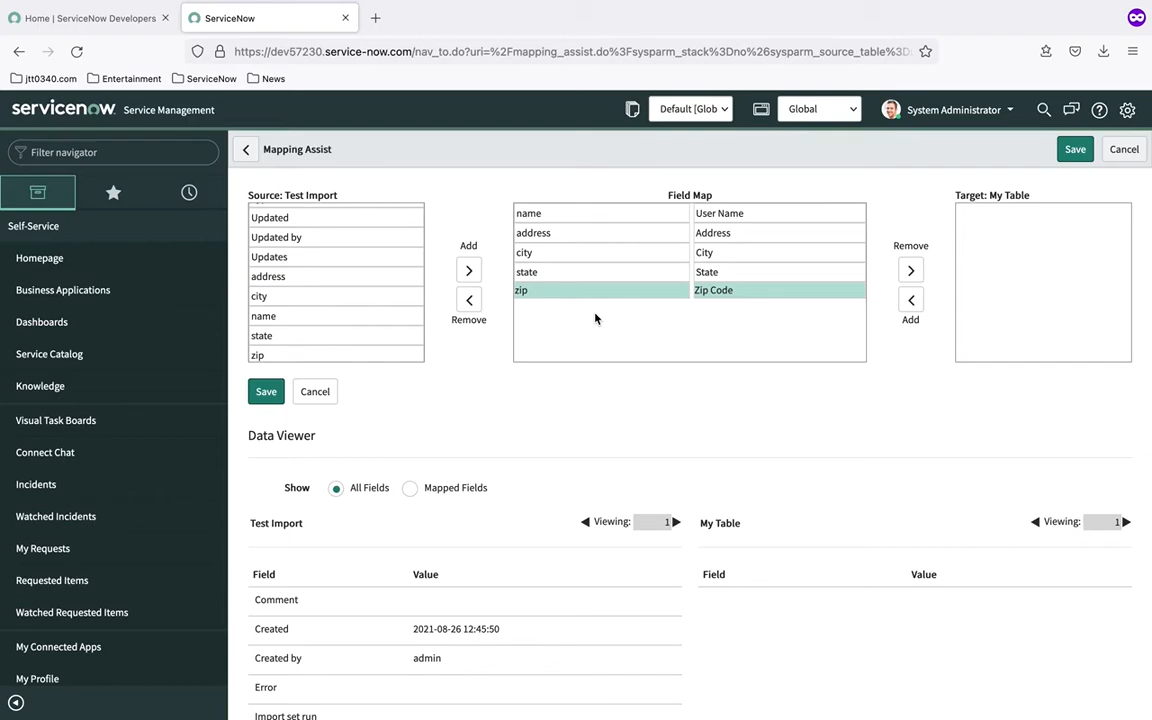 Home | ServiceNow Developers
ServiceNow
https://dev57230.service-now.com/nav_to.do?uri=%2Fmapping_assist.do%3Fsysparm_stack%3Dno%26sysparm_source_table%3D
jtt0340.com Entertainment ServiceNow News
servicenow Service Management
Default [Glob
Global
System Administrator
Filter navigator
Mapping Assist
Save Cancel
Self-Service
Homepage
Business Applications
Dashboards
Service Catalog
Knowledge
Visual Task Boards
Connect Chat
Incidents
Watched Incidents
My Requests
Requested Items
Watched Requested Items
My Connected Apps
My Profile
Source: Test Import
Updated
Updated by
Updates
address
city
name
state
zip
Add
Remove
Field Map
name User Name
address Address
city City
state State
zip Zip Code
Remove
Add
Target: My Table
Save Cancel
Data Viewer
Show All Fields Mapped Fields
Test Import Viewing: 1
Field Value
Comment
Created 2021-08-26 12:45:50
Created by admin
Error
Import set run
My Table Viewing: 1
Field Value